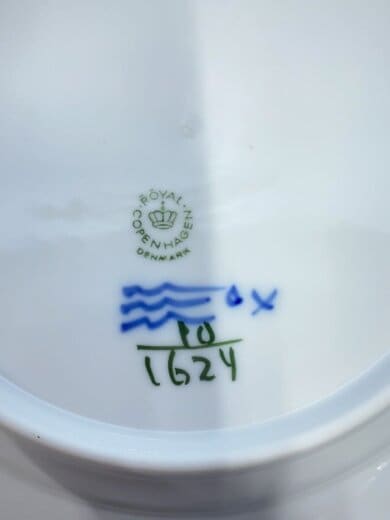 ROYAL
COPENHAGEN
DENMARK
X
10
1624